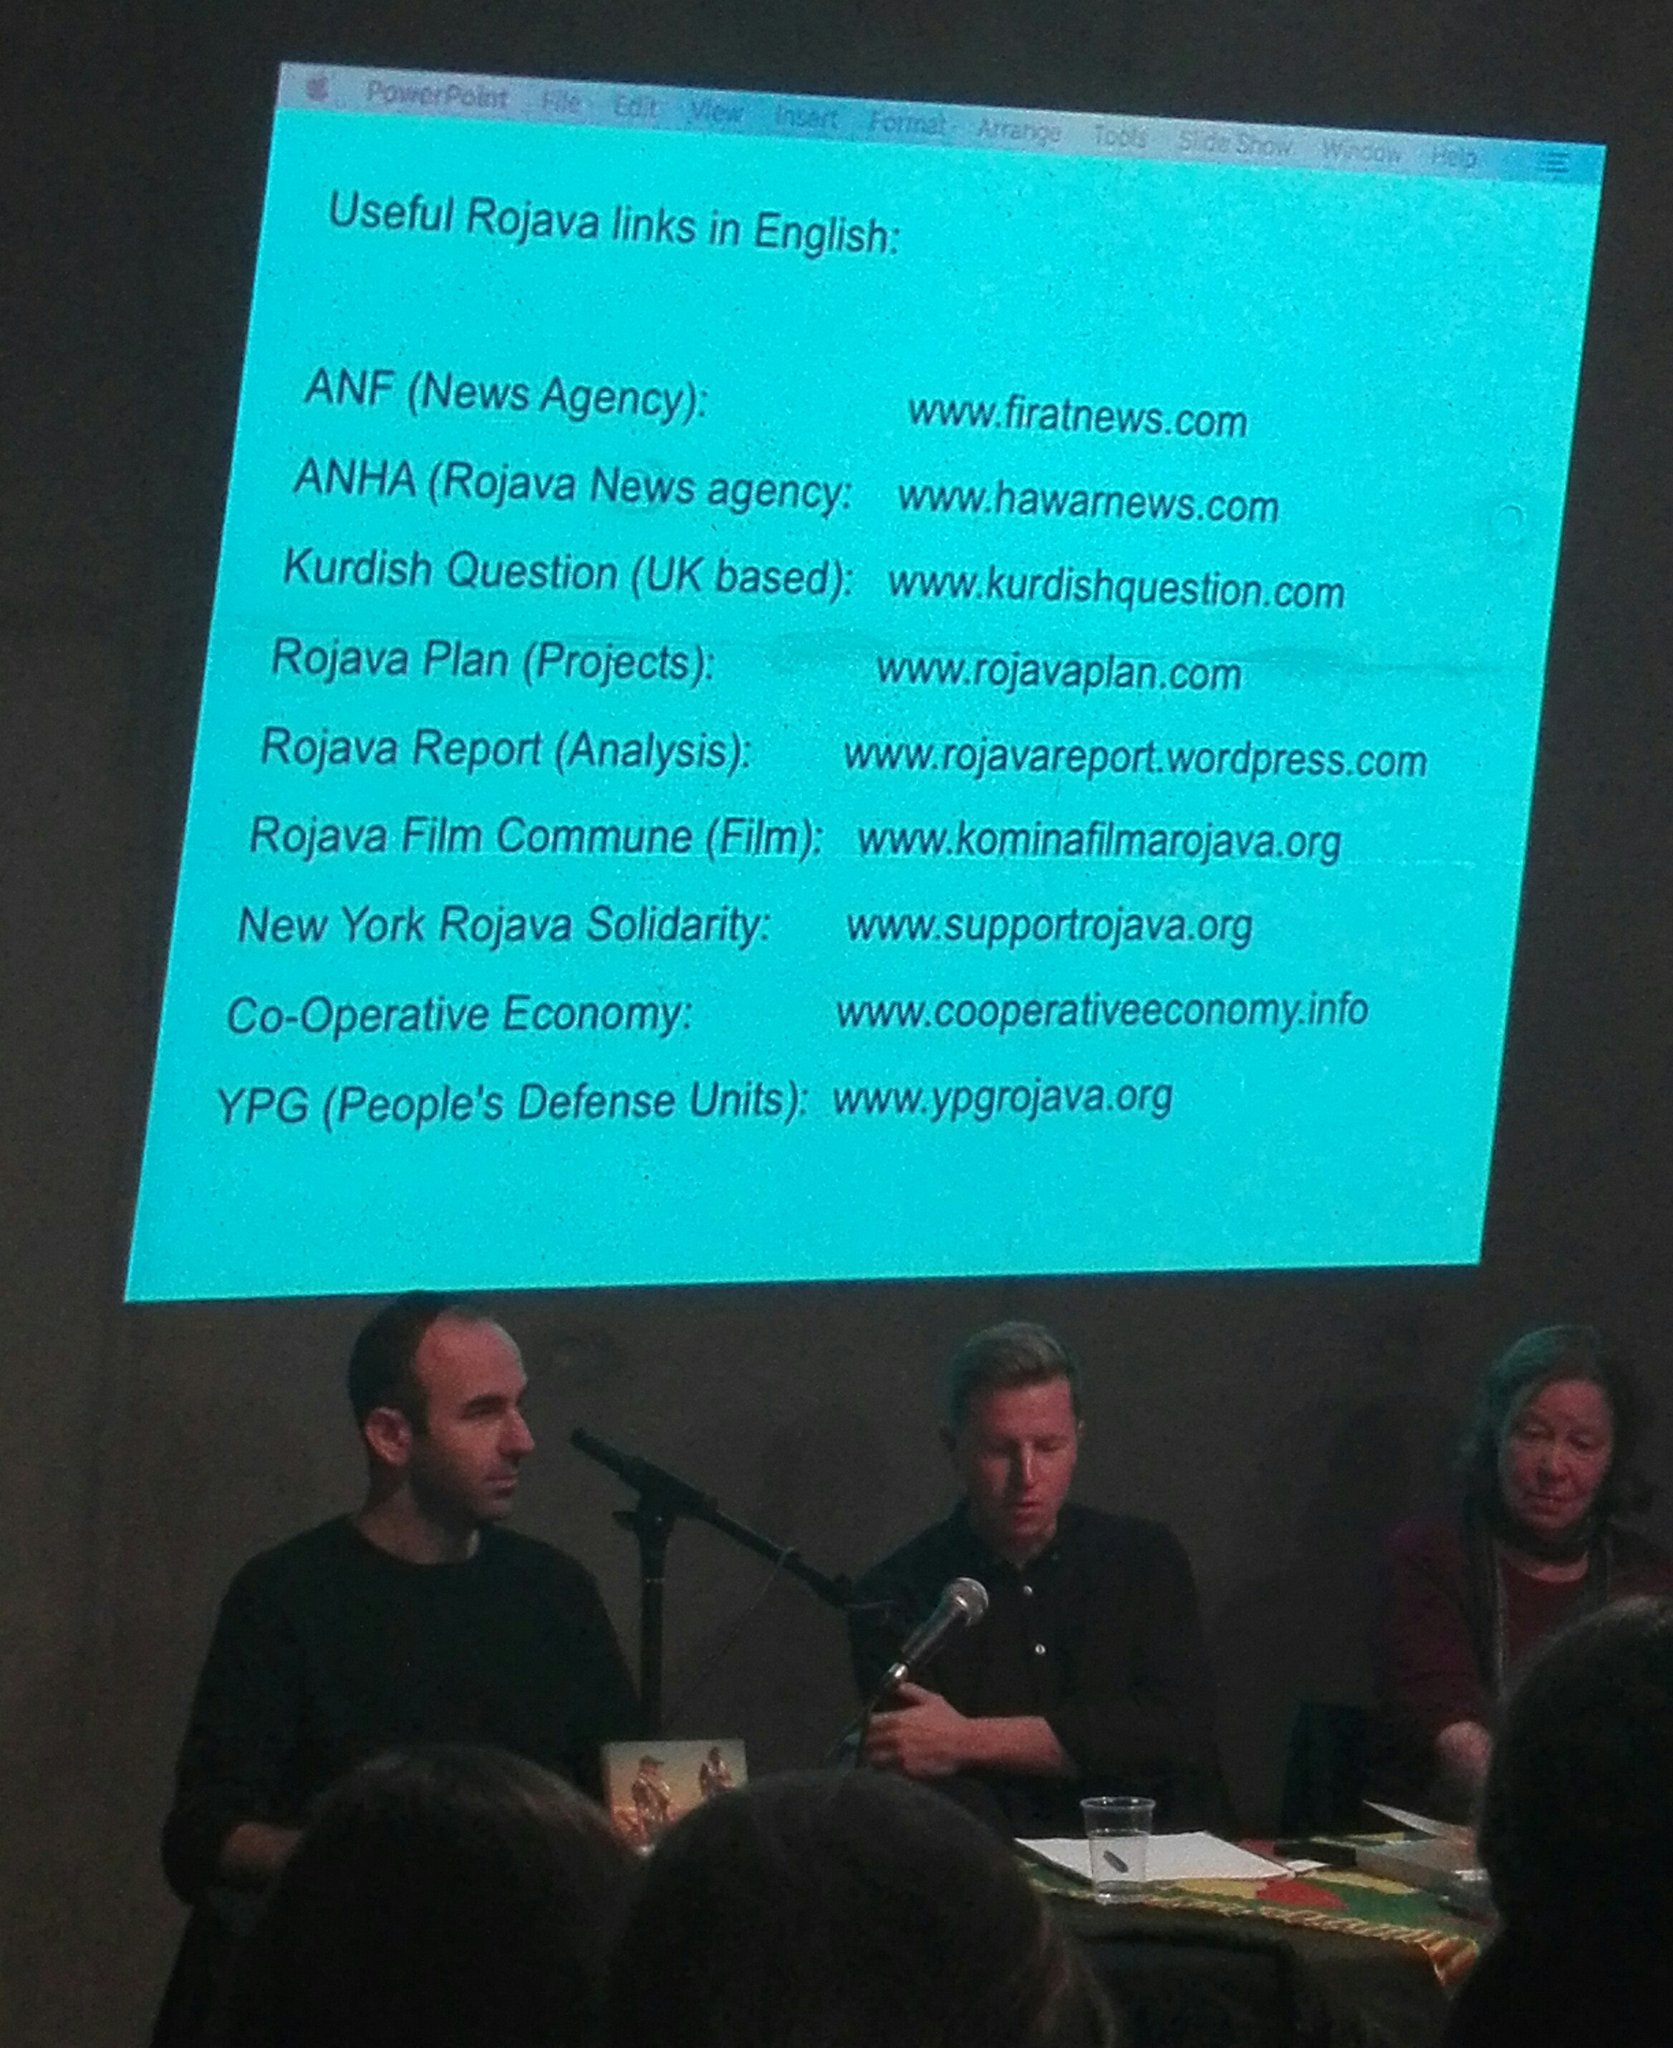 PowerPoint File Edit View Insert Format Arrange Tools Slide Show Window Help
Useful Rojava links in English:
ANF (News Agency): www.firatnews.com
ANHA (Rojava News agency: www.hawarnews.com
Kurdish Question (UK based): www.kurdishquestion.com
Rojava Plan (Projects): www.rojavaplan.com
Rojava Report (Analysis): www.rojavareport.wordpress.com
Rojava Film Commune (Film): www.kominafilmarojava.org
New York Rojava Solidarity: www.supportrojava.org
Co-Operative Economy: www.cooperativeeconomy.info
YPG (People's Defense Units): www.ypgrojava.org